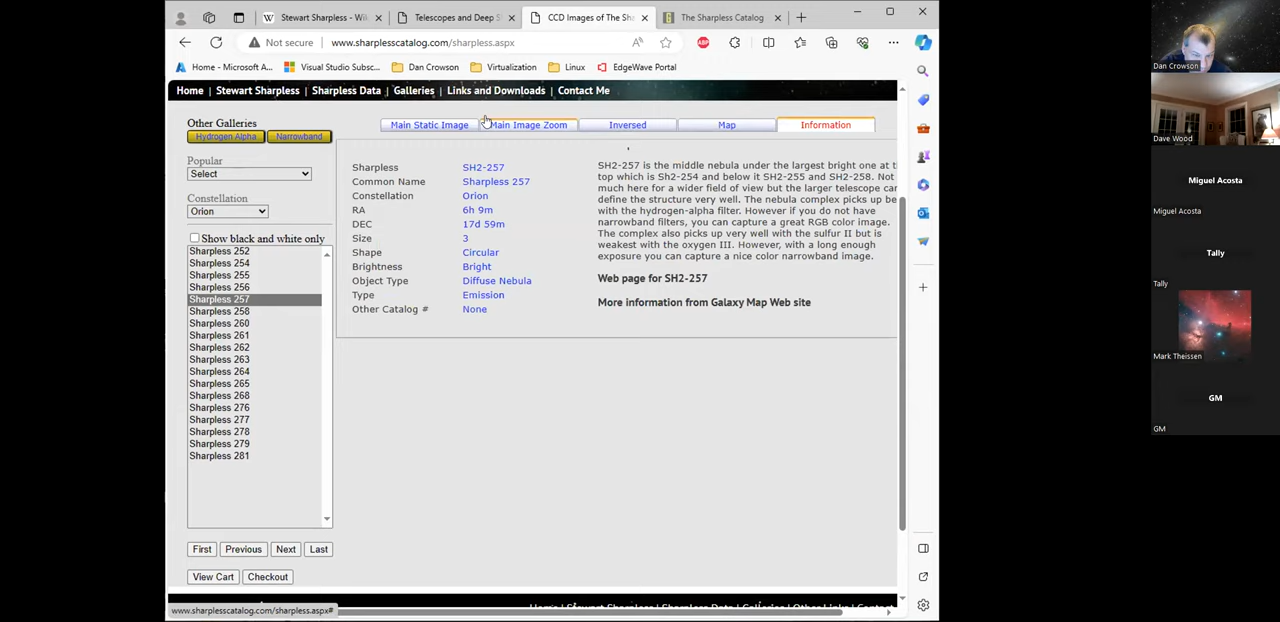 Stewart Sharpless - Wi
Telescopes and Deep S
CCD Images of The Sha
The Sharpless Catalog
Not secure
www.sharplesscatalog.com/sharpless.aspx
Home - Microsoft A...
Visual Studio Subsc...
Dan Crowson
Virtualization
Linux
EdgeWave Portal
Home | Stewart Sharpless | Sharpless Data | Galleries | Links and Downloads | Contact Me
Other Galleries
Hydrogen Alpha
Narrowband
Popular
Select
Constellation
Orion
Show black and white only
Sharpless 252
Sharpless 254
Sharpless 255
Sharpless 256
Sharpless 257
Sharpless 258
Sharpless 260
Sharpless 261
Sharpless 262
Sharpless 263
Sharpless 264
Sharpless 265
Sharpless 268
Sharpless 276
Sharpless 277
Sharpless 278
Sharpless 279
Sharpless 281
First
Previous
Next
Last
View Cart
Checkout
Main Static Image
Main Image Zoom
Inversed
Map
Information
Sharpless SH2-257
Common Name Sharpless 257
Constellation Orion
RA 6h 9m
DEC 17d 59m
Size 3
Shape Circular
Brightness Bright
Object Type Diffuse Nebula
Type Emission
Other Catalog # None
SH2-257 is the middle nebula under the largest bright one at t
top which is Sh2-254 and below it Sh2-255 and SH2-258. Not
much here for a wider field of view but the larger telescope can
define the structure very well. The nebula complex picks up be
with the hydrogen-alpha filter. However if you do not have
narrowband filters, you can capture a great RGB color image.
The complex also picks up very well with the sulfur II but is
weakest with the oxygen III. However, with a long enough
exposure you can capture a nice color narrowband image.
Web page for SH2-257
More information from Galaxy Map Web site
www.sharplesscatalog.com/sharpless.aspx#
Home | Stewart Sharpless | Sharpless Data | Galleries | Other Links | Contact
Dan Crowson
Dave Wood
Miguel Acosta
Miguel Acosta
Tally
Tally
Mark Theissen
GM
GM